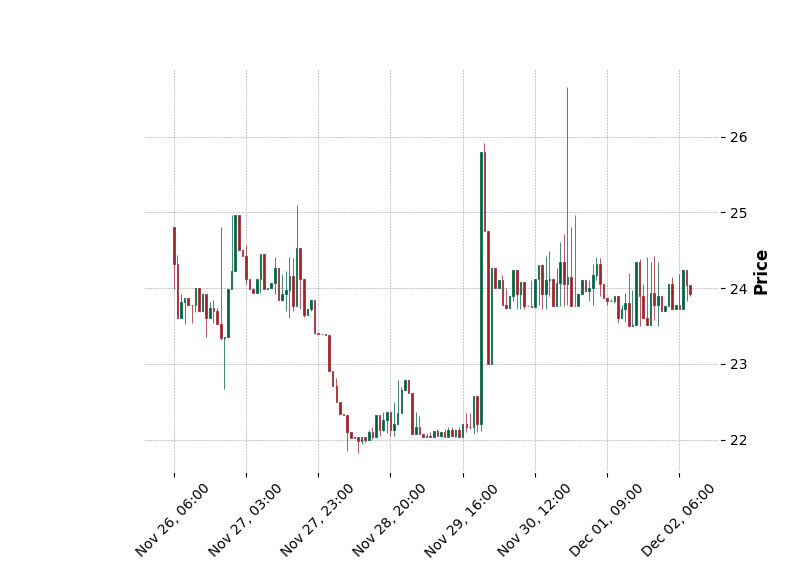 26
25
24
23
22
Price
Nov 26, 06:00
Nov 27, 03:00
Nov 27, 23:00
Nov 28, 20:00
Nov 29, 16:00
Nov 30, 12:00
Dec 01, 09:00
Dec 02, 06:00